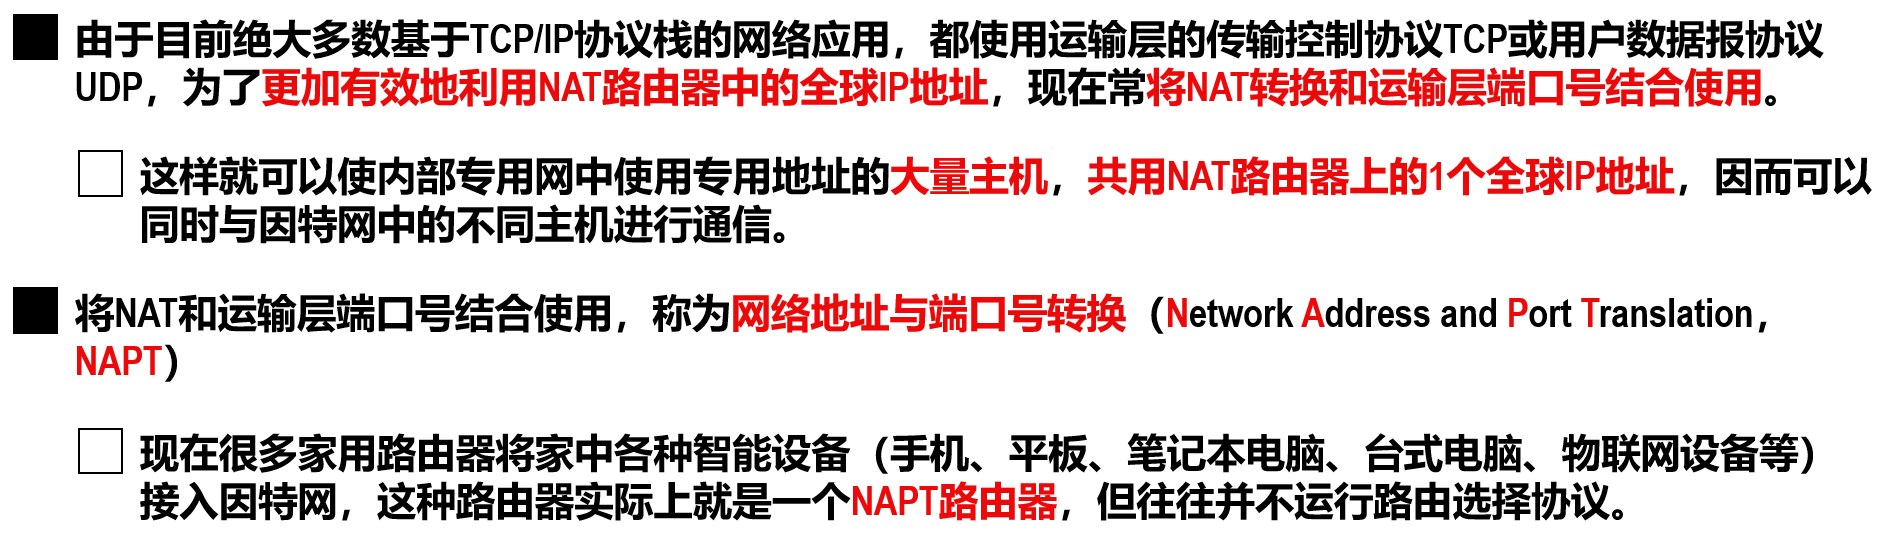 由于目前绝大多数基于TCP/IP协议栈的网络应用，都使用运输层的传输控制协议TCP或用户数据报协议
UDP，为了更加有效地利用NAT路由器中的全球IP地址，现在常将NAT转换和运输层端口号结合使用。
这样就可以使内部专用网中使用专用地址的大量主机，共用NAT路由器上的1个全球IP地址，因而可以
同时与因特网中的不同主机进行通信。
将NAT和运输层端口号结合使用，称为网络地址与端口号转换（Network Address and Port Translation，
NAPT）
现在很多家用路由器将家中各种智能设备（手机、平板、笔记本电脑、台式电脑、物联网设备等）
接入因特网，这种路由器实际上就是一个NAPT路由器，但往往并不运行路由选择协议。